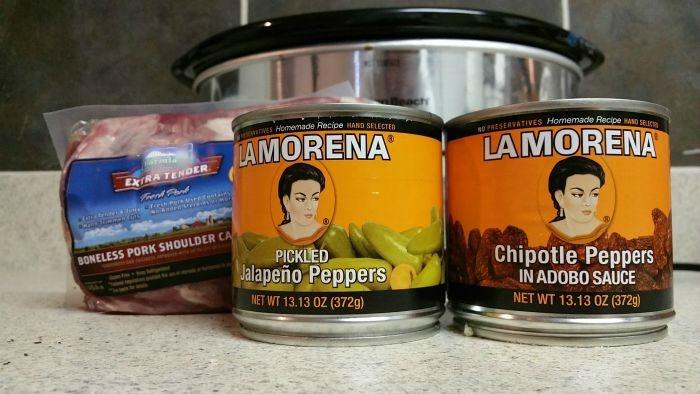 HOT SURFACE
EXTRA TENDER
Fresh Pork
BONELESS PORK SHOULDER
NO PRESERVATIVES Homemade Recipe HAND SELECTED
LA MORENA®
PICKLED
Jalapeño Peppers
NET WT 13.13 OZ (372g)
NO PRESERVATIVES Homemade Recipe HAND SELECTED
LA MORENA®
Chipotle Peppers
IN ADOBO SAUCE
NET WT 13.13 OZ (372g)